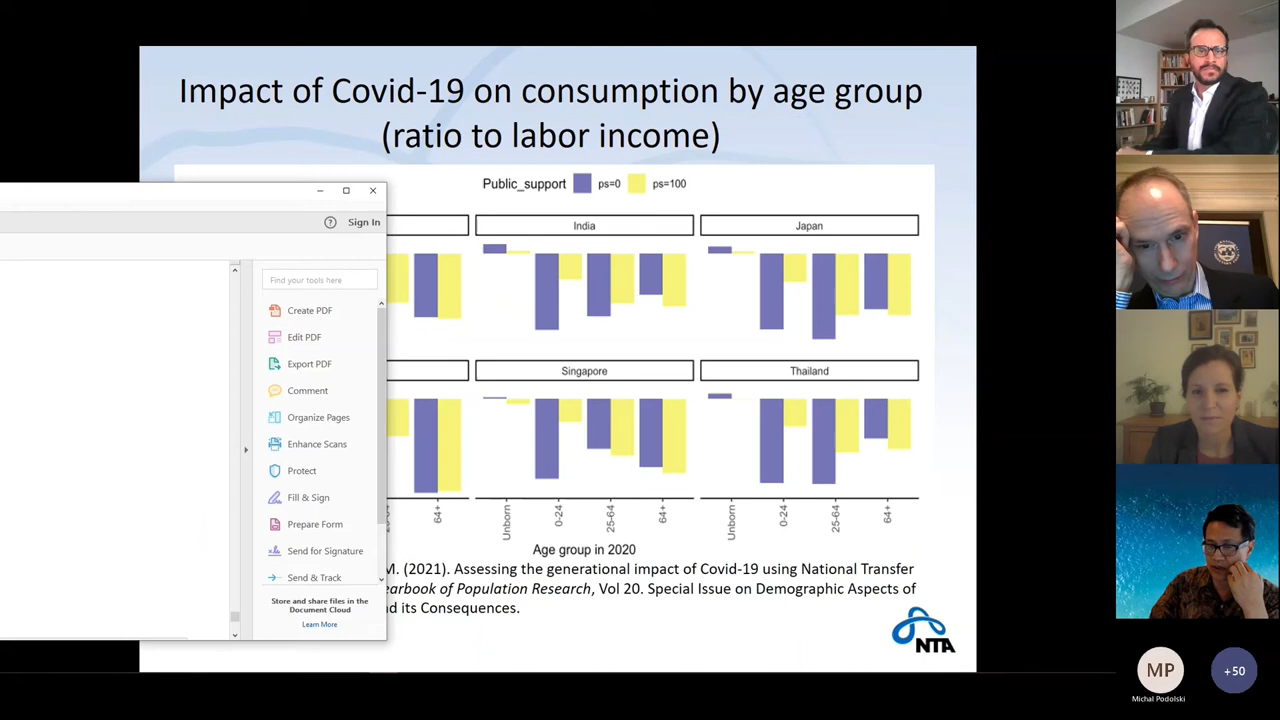 Impact of Covid-19 on consumption by age group
(ratio to labor income)
Public_support ps=0 ps=100
Sign In
India
Japan
Find your tools here
Create PDF
Edit PDF
Export PDF
Comment
Organize Pages
Enhance Scans
Protect
Fill & Sign
Prepare Form
Send for Signature
Send & Track
Store and share files in the
Document Cloud
Learn More
Singapore
Thailand
64+
Unborn
0-24
25-64
64+
Unborn
0-24
25-64
64+
Age group in 2020
M. (2021). Assessing the generational impact of Covid-19 using National Transfer
earbook of Population Research, Vol 20. Special Issue on Demographic Aspects of
d its Consequences.
NTA
MP
Michal Podolski
+50